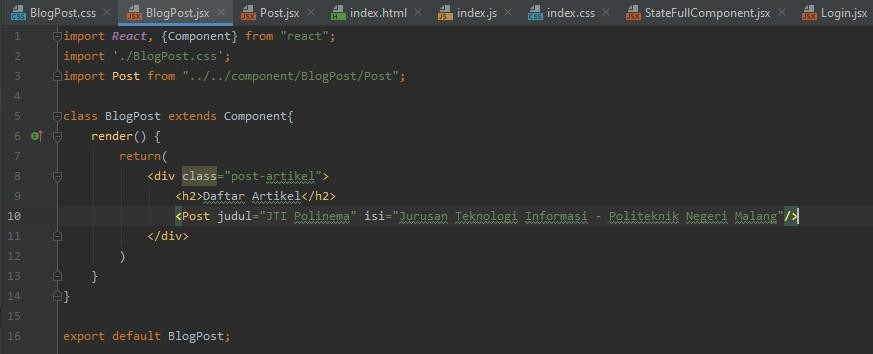 BlogPost.css BlogPost.jsx Post.jsx index.html index.js index.css StateFullComponent.jsx Login.jsx
1 import React, {Component} from "react";
2 import './BlogPost.css';
3 import Post from "../../component/BlogPost/Post";
4
5 class BlogPost extends Component{
6 render() {
7 return(
8 <div class="post-artikel">
9 <h2>Daftar Artikel</h2>
10 <Post judul="JTI Polinema" isi="Jurusan Teknologi Informasi - Politeknik Negeri Malang"/>
11 </div>
12 )
13 }
14 }
15
16 export default BlogPost;